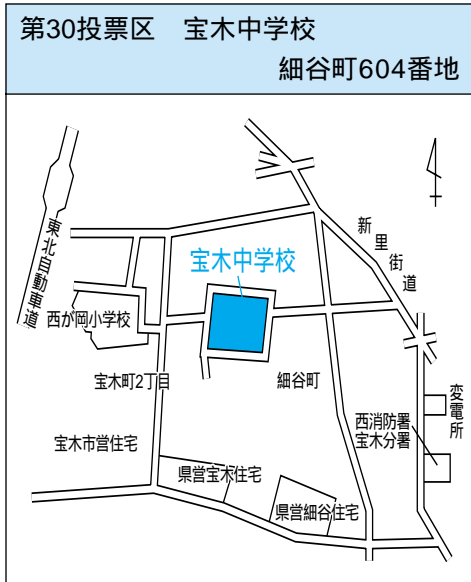 第30投票区　宝木中学校
細谷町604番地
東北自動車道
新里街道
宝木中学校
西が岡小学校
宝木町2丁目
細谷町
変電所
西消防署
宝木分署
宝木市営住宅
県営宝木住宅
県営細谷住宅